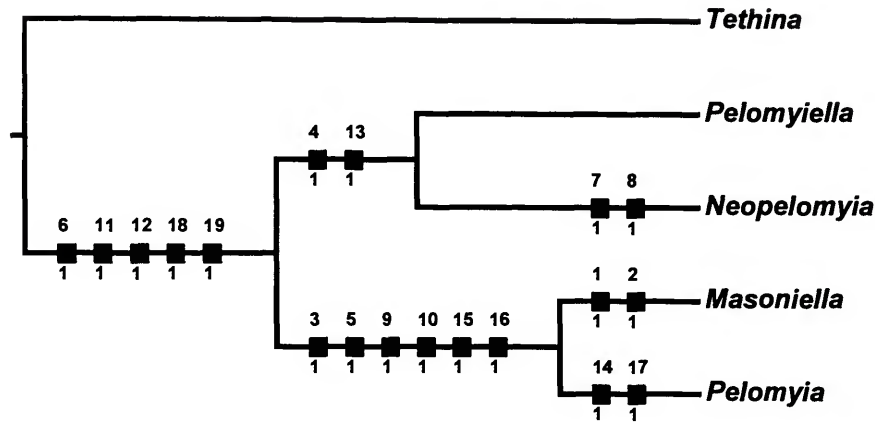 Tethina
Pelomyiella
4 13
1 1
7 8
Neopelomyia
1 1
6 11 12 18 19
1 1 1 1 1
1 2
Masoniella
1 1
3 5 9 10 15 16
1 1 1 1 1 1
14 17
Pelomyia
1 1